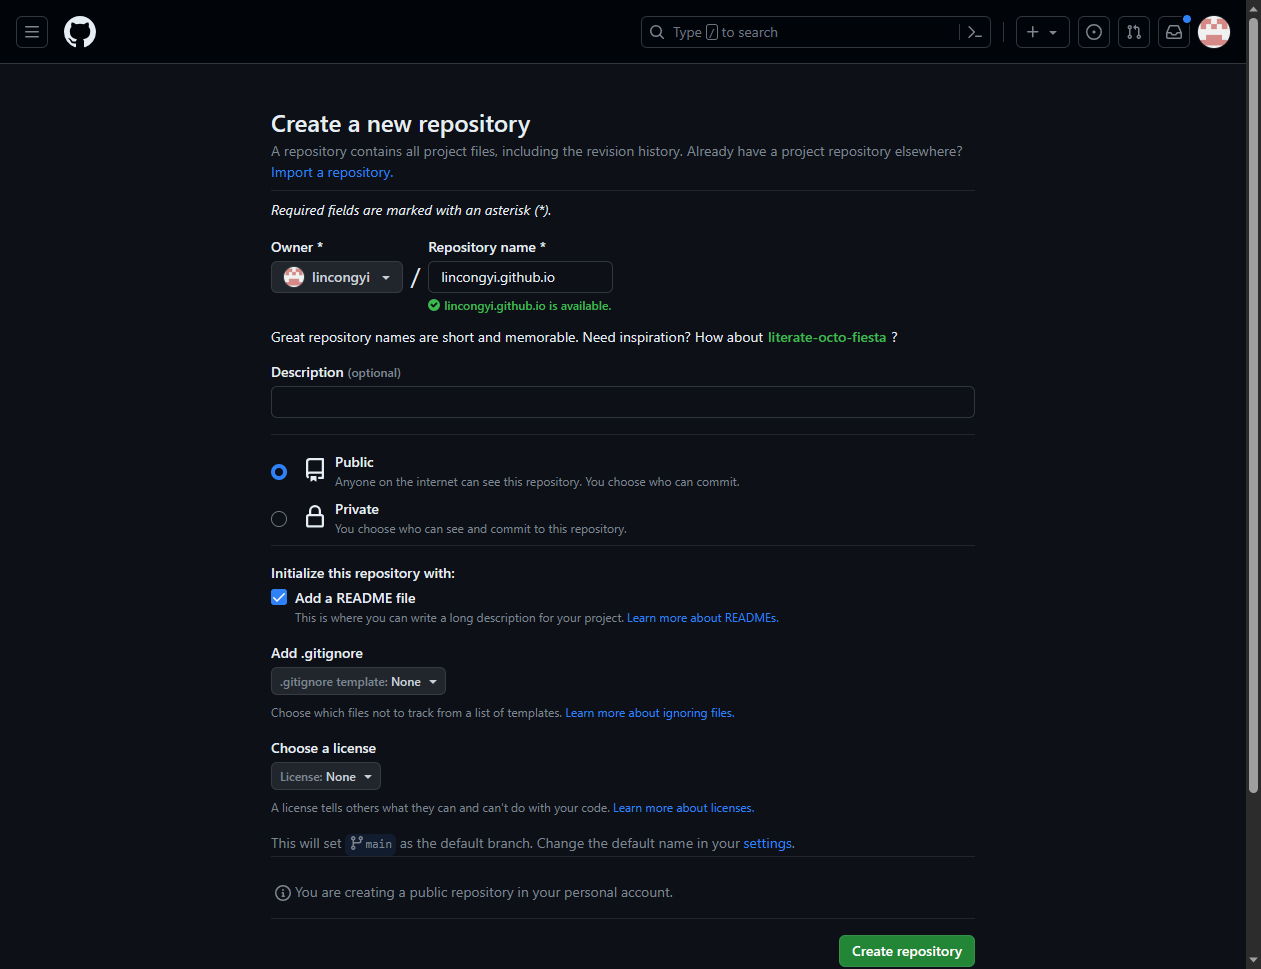 Type / to search
Create a new repository
A repository contains all project files, including the revision history. Already have a project repository elsewhere?
Import a repository.
Required fields are marked with an asterisk (*).
Owner * Repository name *
lincongyi / lincongyi.github.io
lincongyi.github.io is available.
Great repository names are short and memorable. Need inspiration? How about literate-octo-fiesta ?
Description (optional)
Public
Anyone on the internet can see this repository. You choose who can commit.
Private
You choose who can see and commit to this repository.
Initialize this repository with:
Add a README file
This is where you can write a long description for your project. Learn more about READMEs.
Add .gitignore
.gitignore template: None
Choose which files not to track from a list of templates. Learn more about ignoring files.
Choose a license
License: None
A license tells others what they can and can't do with your code. Learn more about licenses.
This will set main as the default branch. Change the default name in your settings.
You are creating a public repository in your personal account.
Create repository